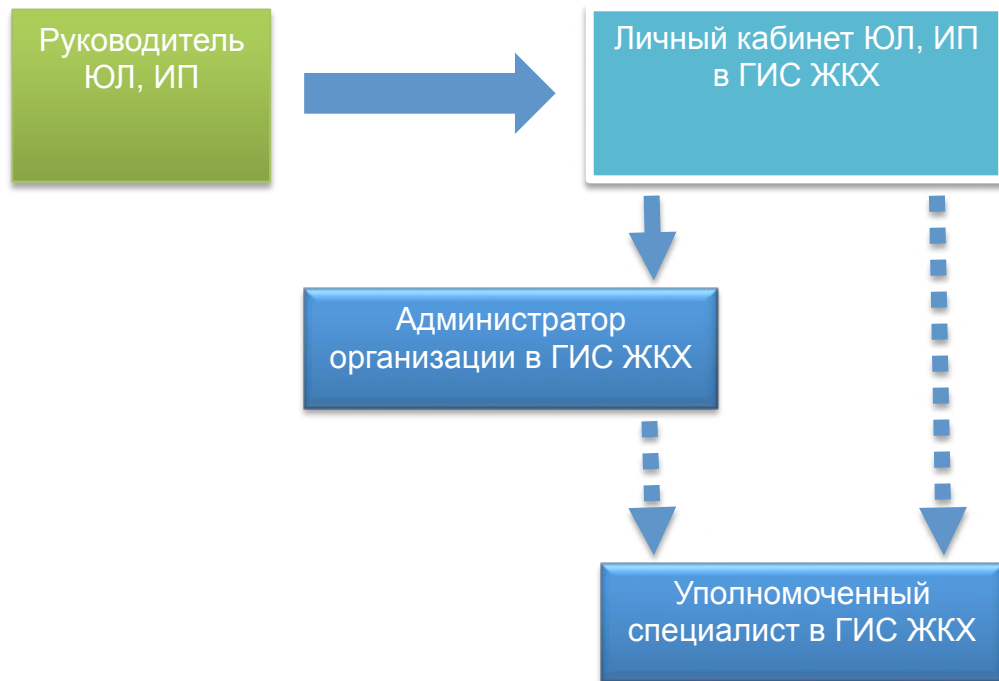 Руководитель
ЮЛ, ИП
Личный кабинет ЮЛ, ИП
в ГИС ЖКХ
Администратор
организации в ГИС ЖКХ
Уполномоченный
специалист в ГИС ЖКХ